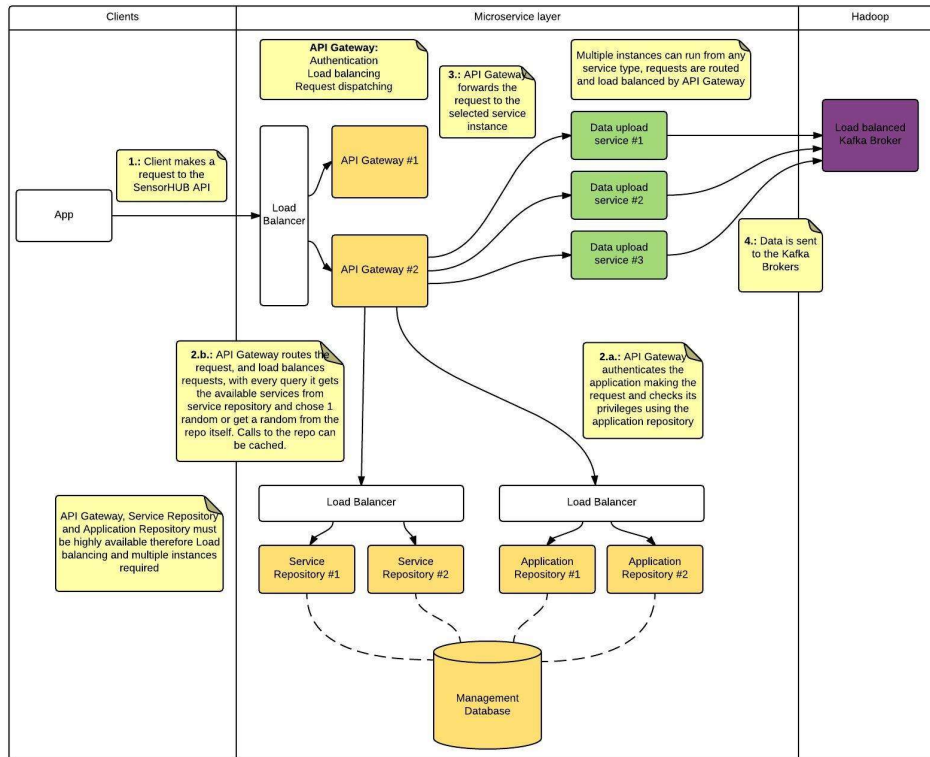 Clients
Microservice layer
Hadoop
API Gateway:
Authentication
Load balancing
Request dispatching
3.: API Gateway
forwards the
request to the
selected service
instance
Multiple instances can run from any
service type, requests are routed
and load balanced by API Gateway
1.: Client makes a
request to the
SensorHUB API
App
Load
Balancer
API Gateway #1
API Gateway #2
Data upload
service #1
Data upload
service #2
Data upload
service #3
Load balanced
Kafka Broker
4.: Data is sent
to the Kafka
Brokers
2.b.: API Gateway routes the
request, and load balances
requests, with every query it gets
the available services from
service repository and chose 1
random or get a random from the
repo itself. Calls to the repo can
be cached.
2.a.: API Gateway
authenticates the
application making the
request and checks its
privileges using the
application repository
API Gateway, Service Repository
and Application Repository must
be highly available therefore Load
balancing and multiple instances
required
Load Balancer
Load Balancer
Service
Repository #1
Service
Repository #2
Application
Repository #1
Application
Repository #2
Management
Database